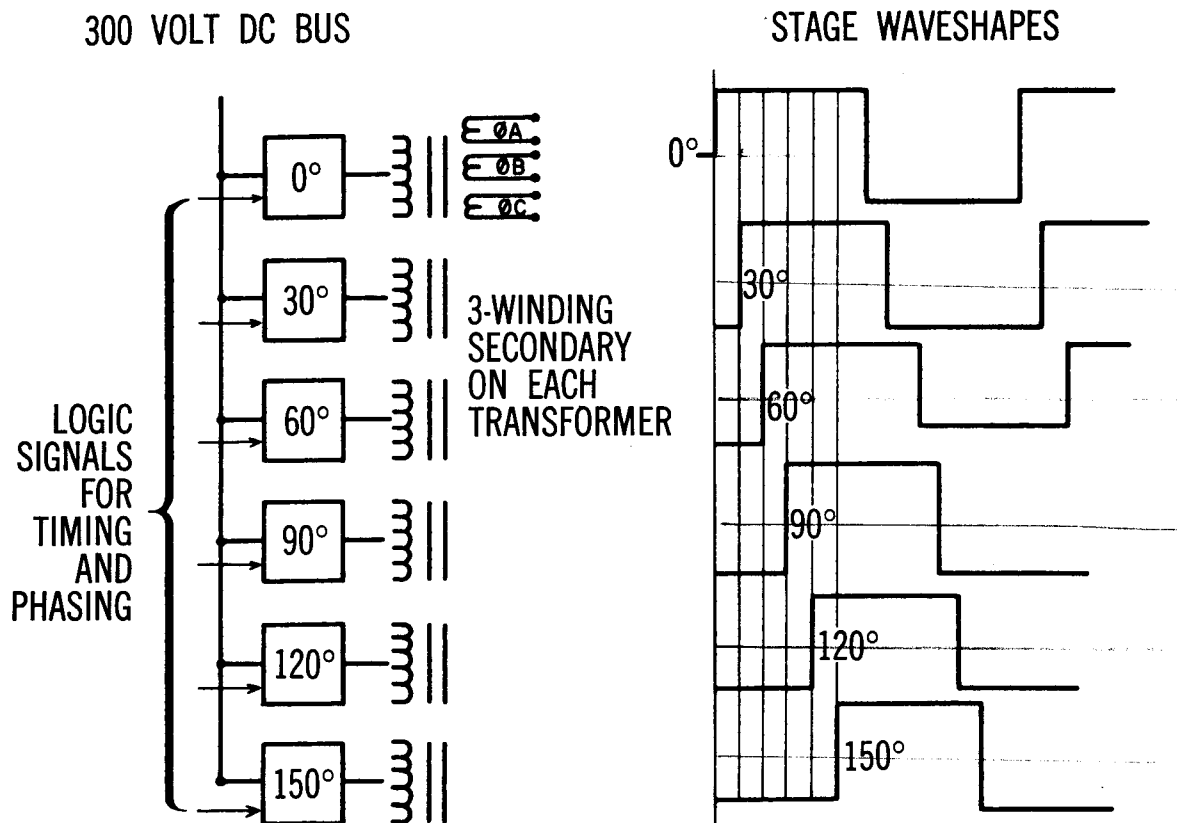 300 VOLT DC BUS
STAGE WAVESHAPES
0°
ØA
ØB
ØC
30°
3-WINDING
SECONDARY
ON EACH
TRANSFORMER
60°
90°
120°
150°
LOGIC
SIGNALS
FOR
TIMING
AND
PHASING
0°
30°
60°
90°
120°
150°